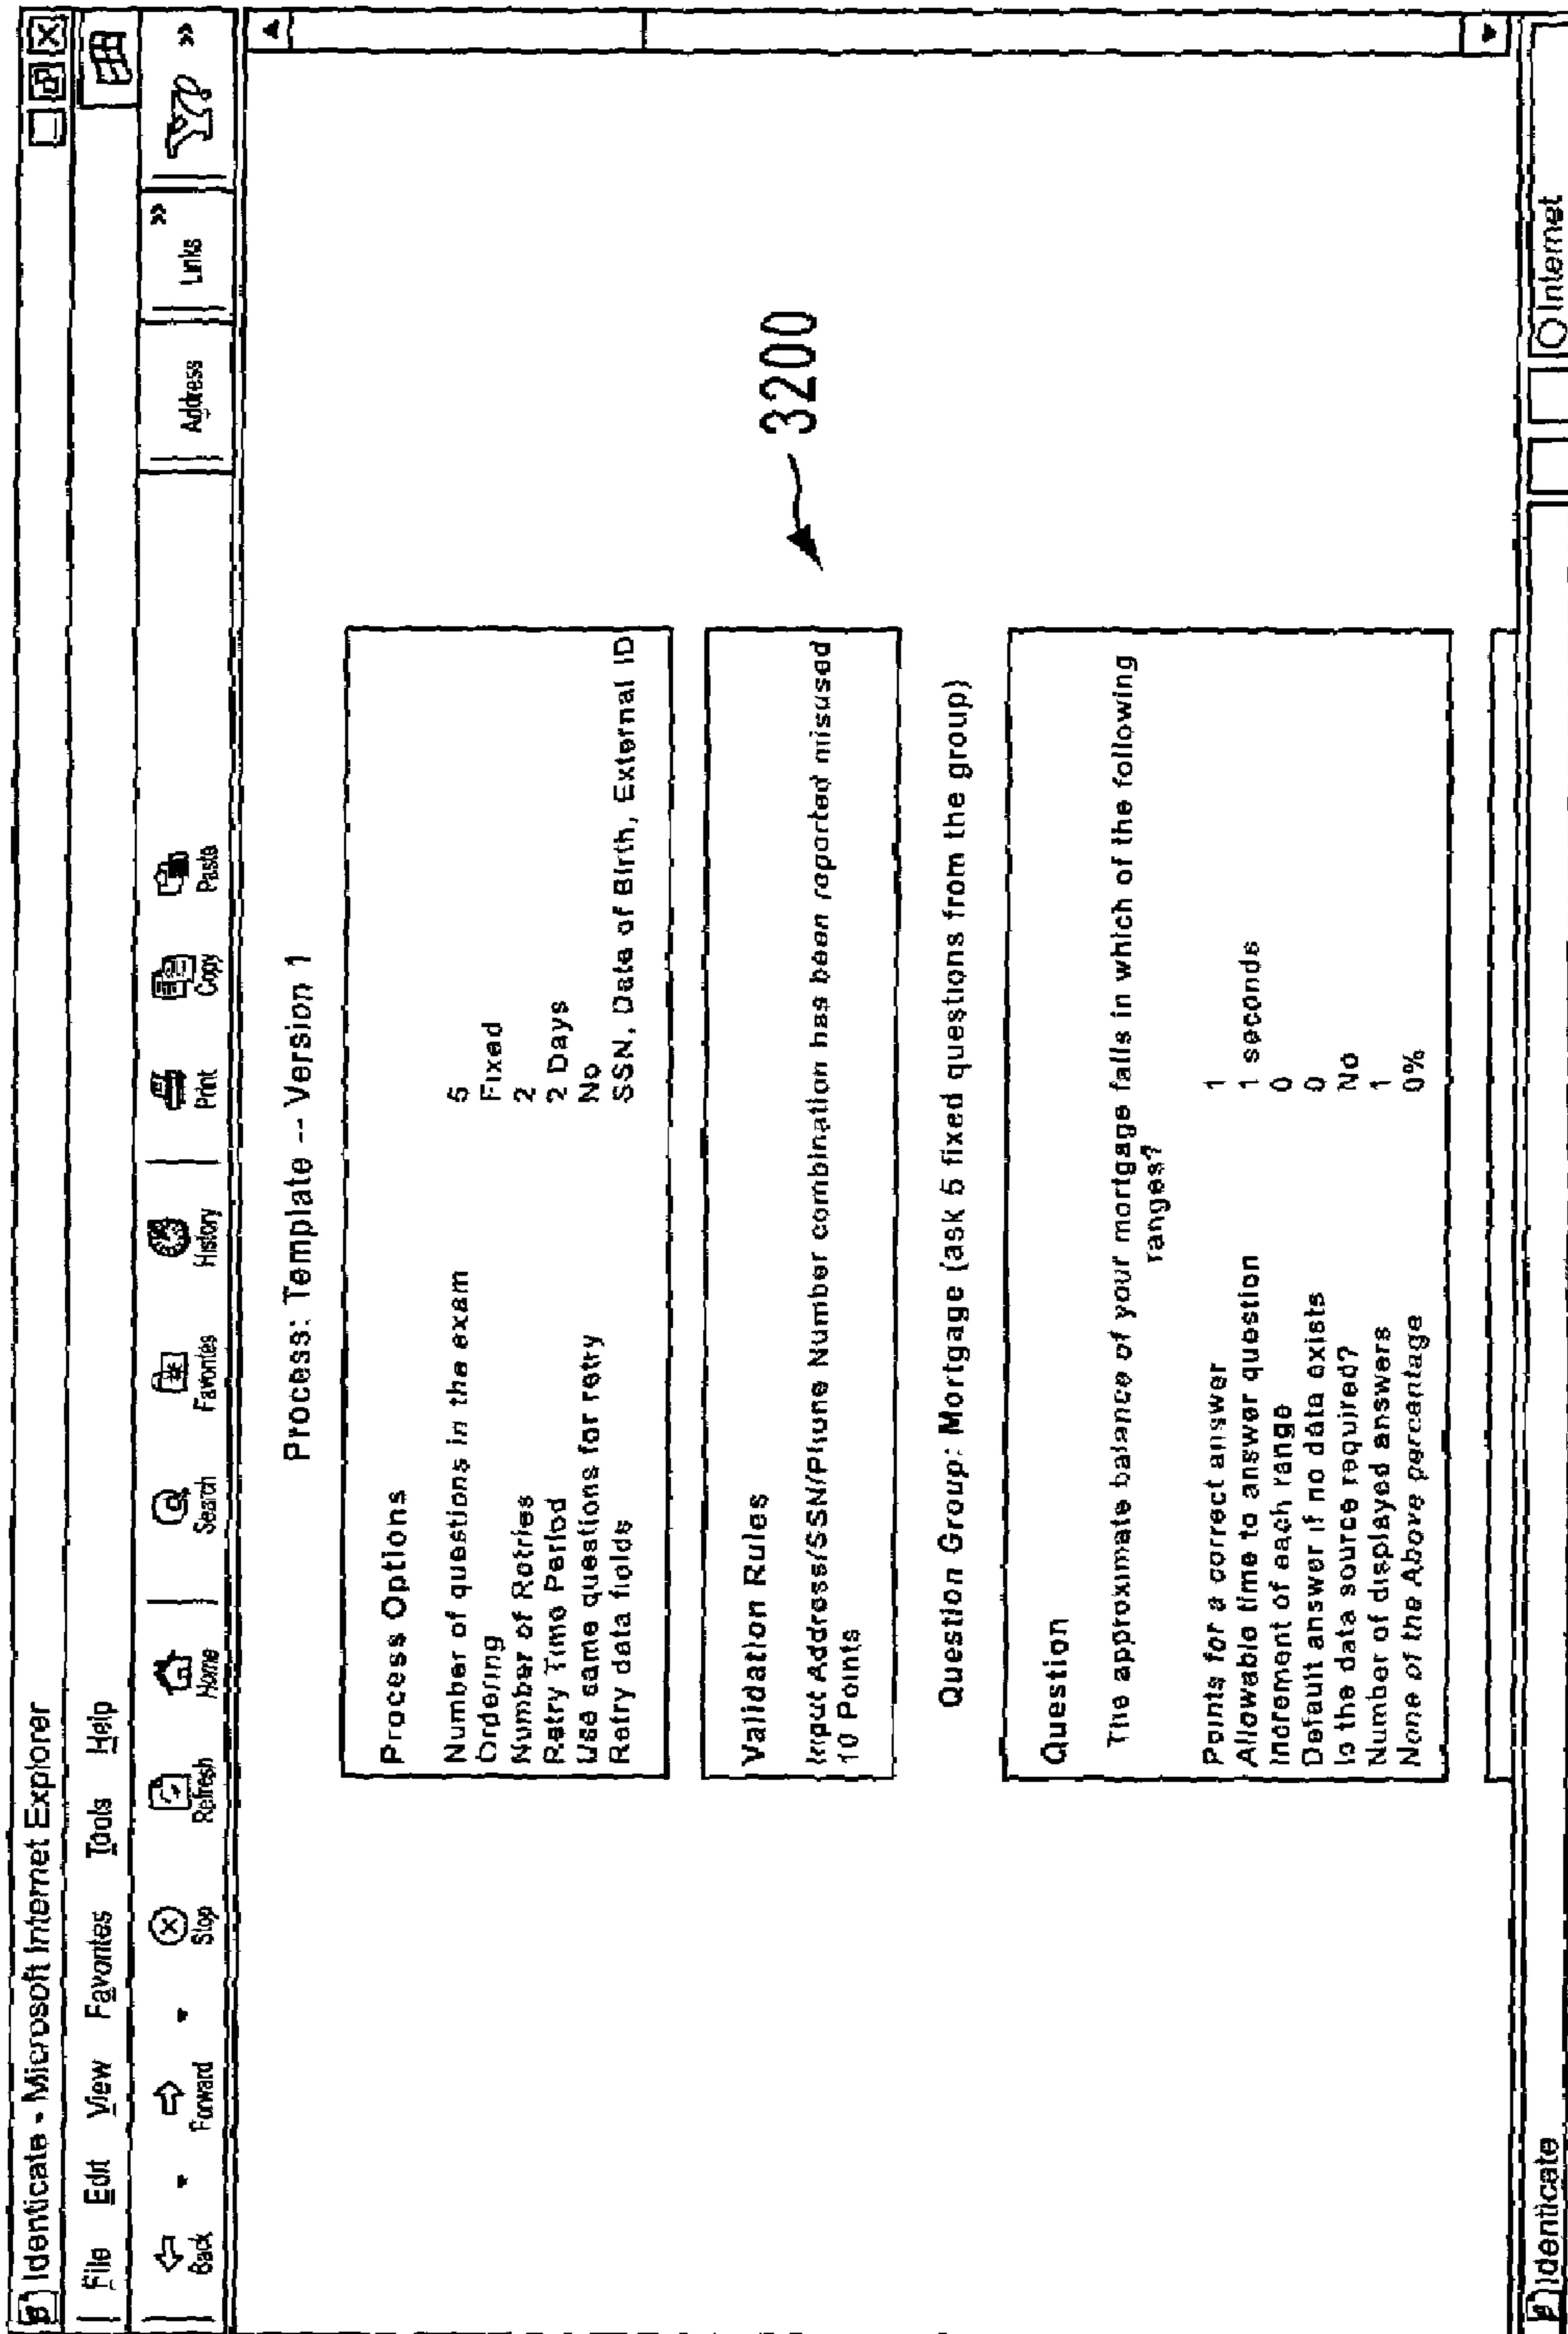 Identicate - Microsoft Internet Explorer
File Edit View Favorites Tools Help
Back Forward Stop Refresh Home Search Favorites History Print Copy Paste Address Links »  »
Process: Template -- Version 1
Process Options
Number of questions in the exam 5
Ordering Fixed
Number of Retries 2
Retry Time Period 2 Days
Use same questions for retry No
Retry data fields SSN, Date of Birth, External ID
Validation Rules
Input Address/SSN/Phone Number combination has been reported misused
10 Points
3200
Question Group: Mortgage (ask 5 fixed questions from the group)
Question
The approximate balance of your mortgage falls in which of the following
ranges?
Points for a correct answer 1
Allowable time to answer question 1 seconds
Increment of each range 0
Default answer if no data exists 0
Is the data source required? No
Number of displayed answers 1
None of the Above percentage 0%
Identicate Internet